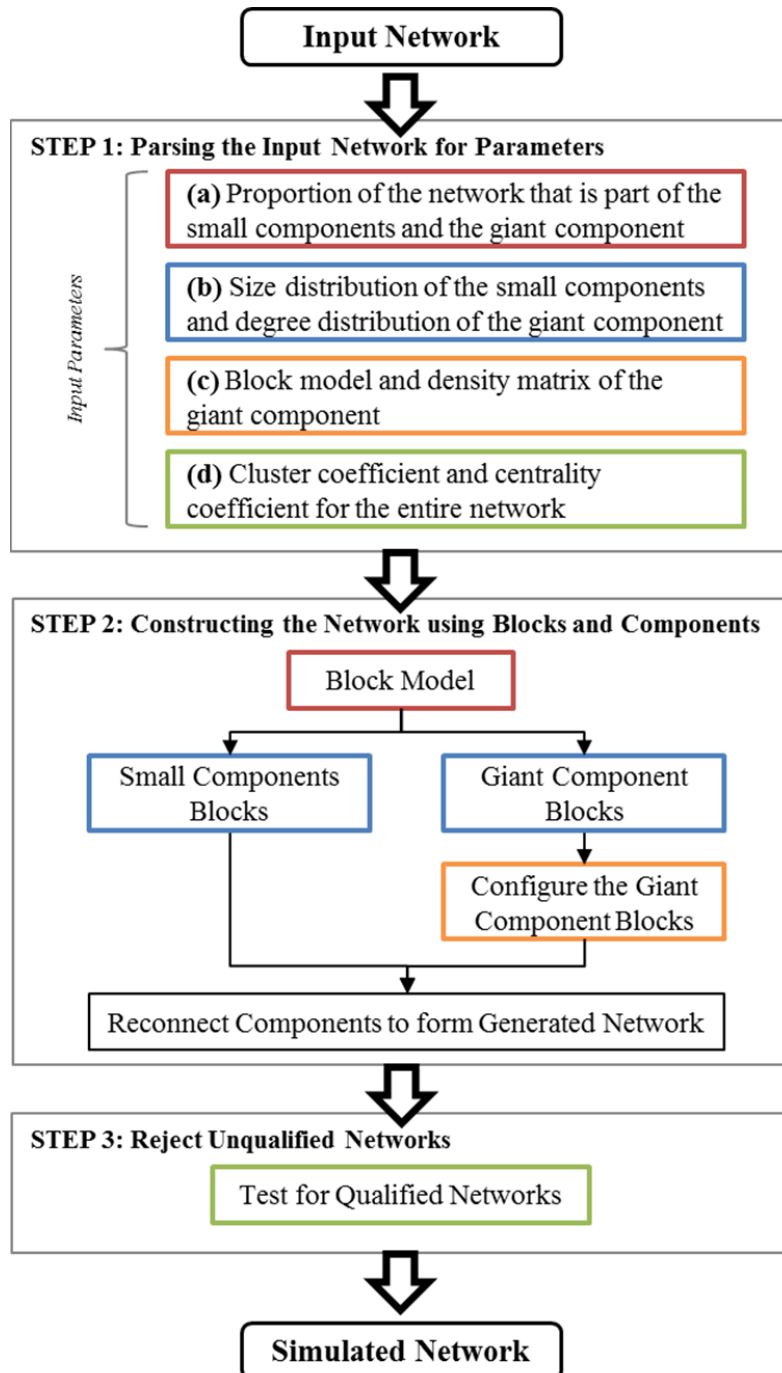 Input Network
STEP 1: Parsing the Input Network for Parameters
Input Parameters
(a) Proportion of the network that is part of the
small components and the giant component
(b) Size distribution of the small components
and degree distribution of the giant component
(c) Block model and density matrix of the
giant component
(d) Cluster coefficient and centrality
coefficient for the entire network
STEP 2: Constructing the Network using Blocks and Components
Block Model
Small Components
Blocks
Giant Component
Blocks
Configure the Giant
Component Blocks
Reconnect Components to form Generated Network
STEP 3: Reject Unqualified Networks
Test for Qualified Networks
Simulated Network